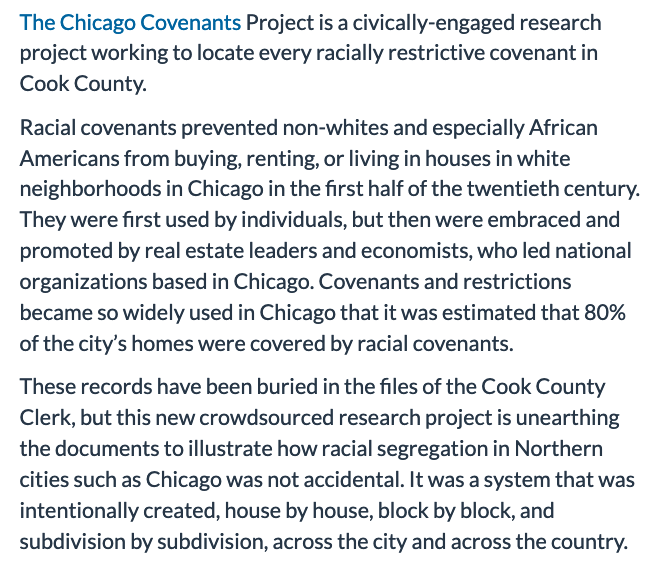 The Chicago Covenants Project is a civically-engaged research
project working to locate every racially restrictive covenant in
Cook County.
Racial covenants prevented non-whites and especially African
Americans from buying, renting, or living in houses in white
neighborhoods in Chicago in the first half of the twentieth century.
They were first used by individuals, but then were embraced and
promoted by real estate leaders and economists, who led national
organizations based in Chicago. Covenants and restrictions
became so widely used in Chicago that it was estimated that 80%
of the city’s homes were covered by racial covenants.
These records have been buried in the files of the Cook County
Clerk, but this new crowdsourced research project is unearthing
the documents to illustrate how racial segregation in Northern
cities such as Chicago was not accidental. It was a system that was
intentionally created, house by house, block by block, and
subdivision by subdivision, across the city and across the country.